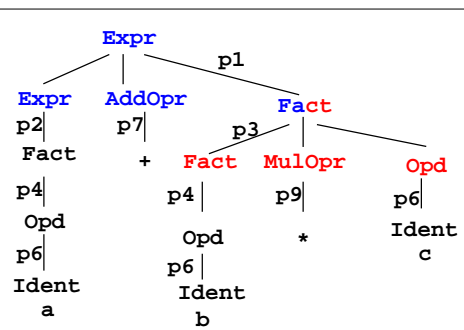 Expr
p1
Expr AddOpr Fact
p2 p7 p3
Fact + Fact MulOpr Opd
p4 p4 p9 p6
Opd Opd * Ident
p6 p6 c
Ident Ident
a b